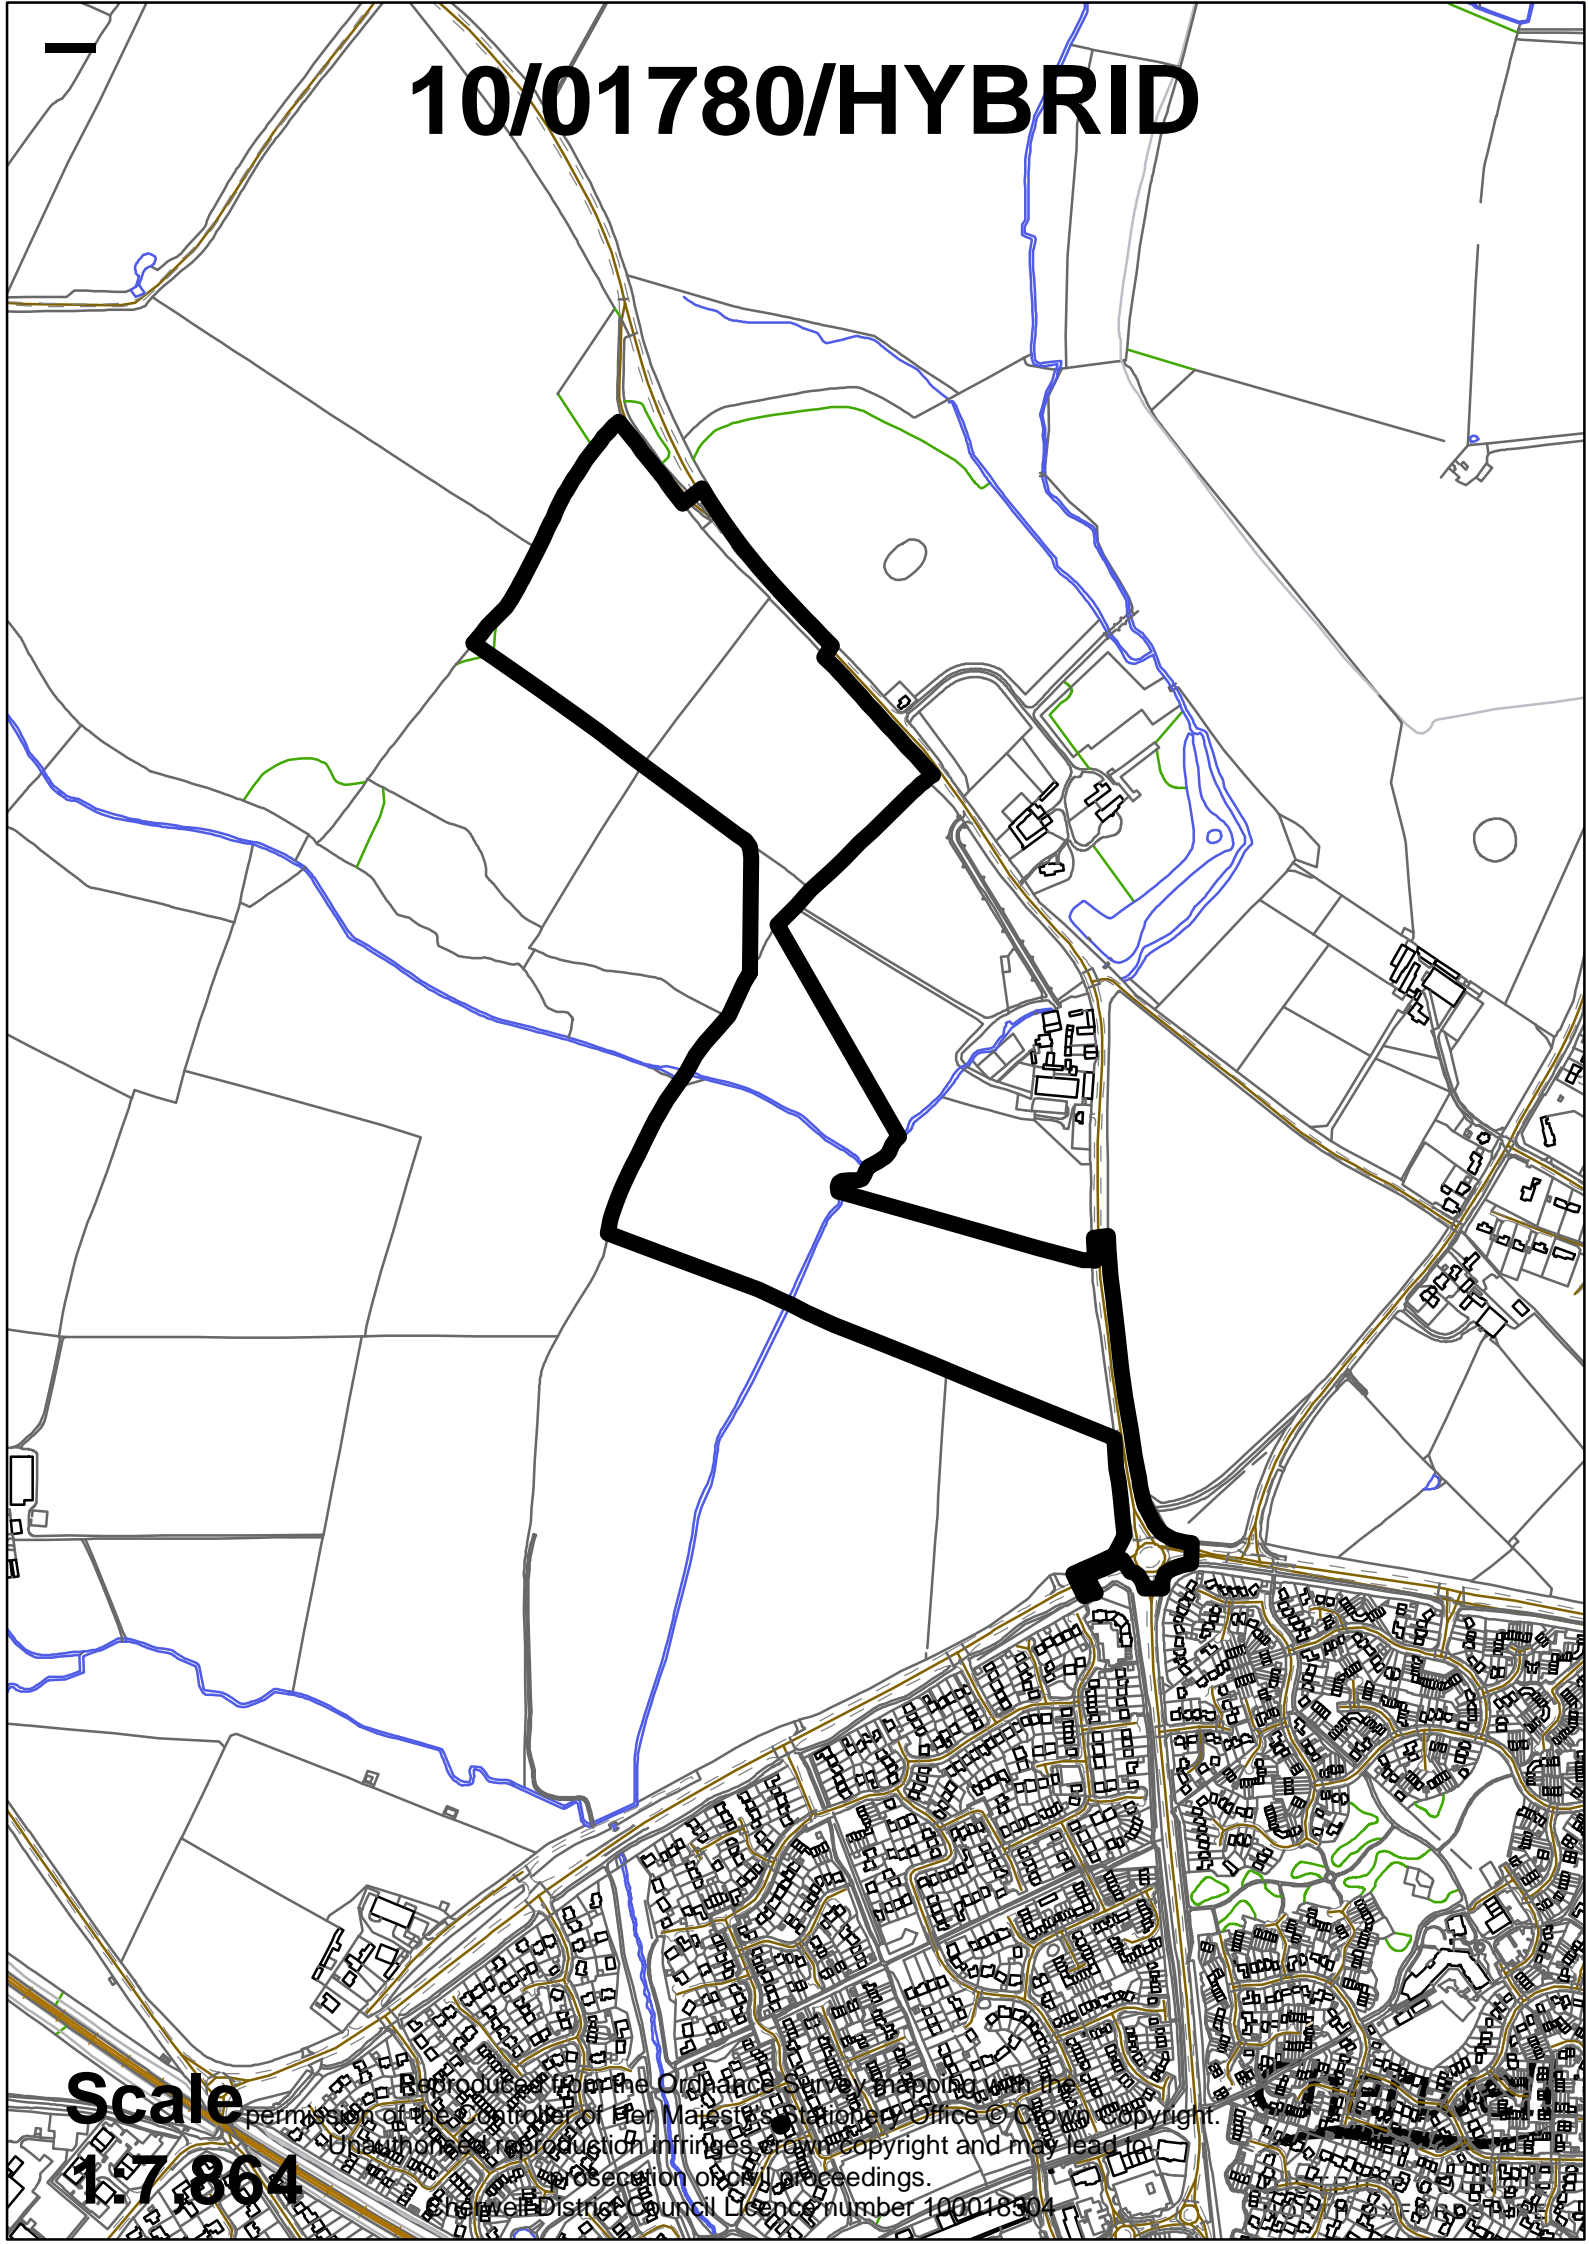 10/01780/HYBRID
Scale
1:7,864
Reproduced from the Ordnance Survey mapping with the
permission of the Controller of Her Majesty's Stationery Office © Crown Copyright.
Unauthorised reproduction infringes crown copyright and may lead to
prosecution or civil proceedings.
Cherwell District Council Licence number 100018504